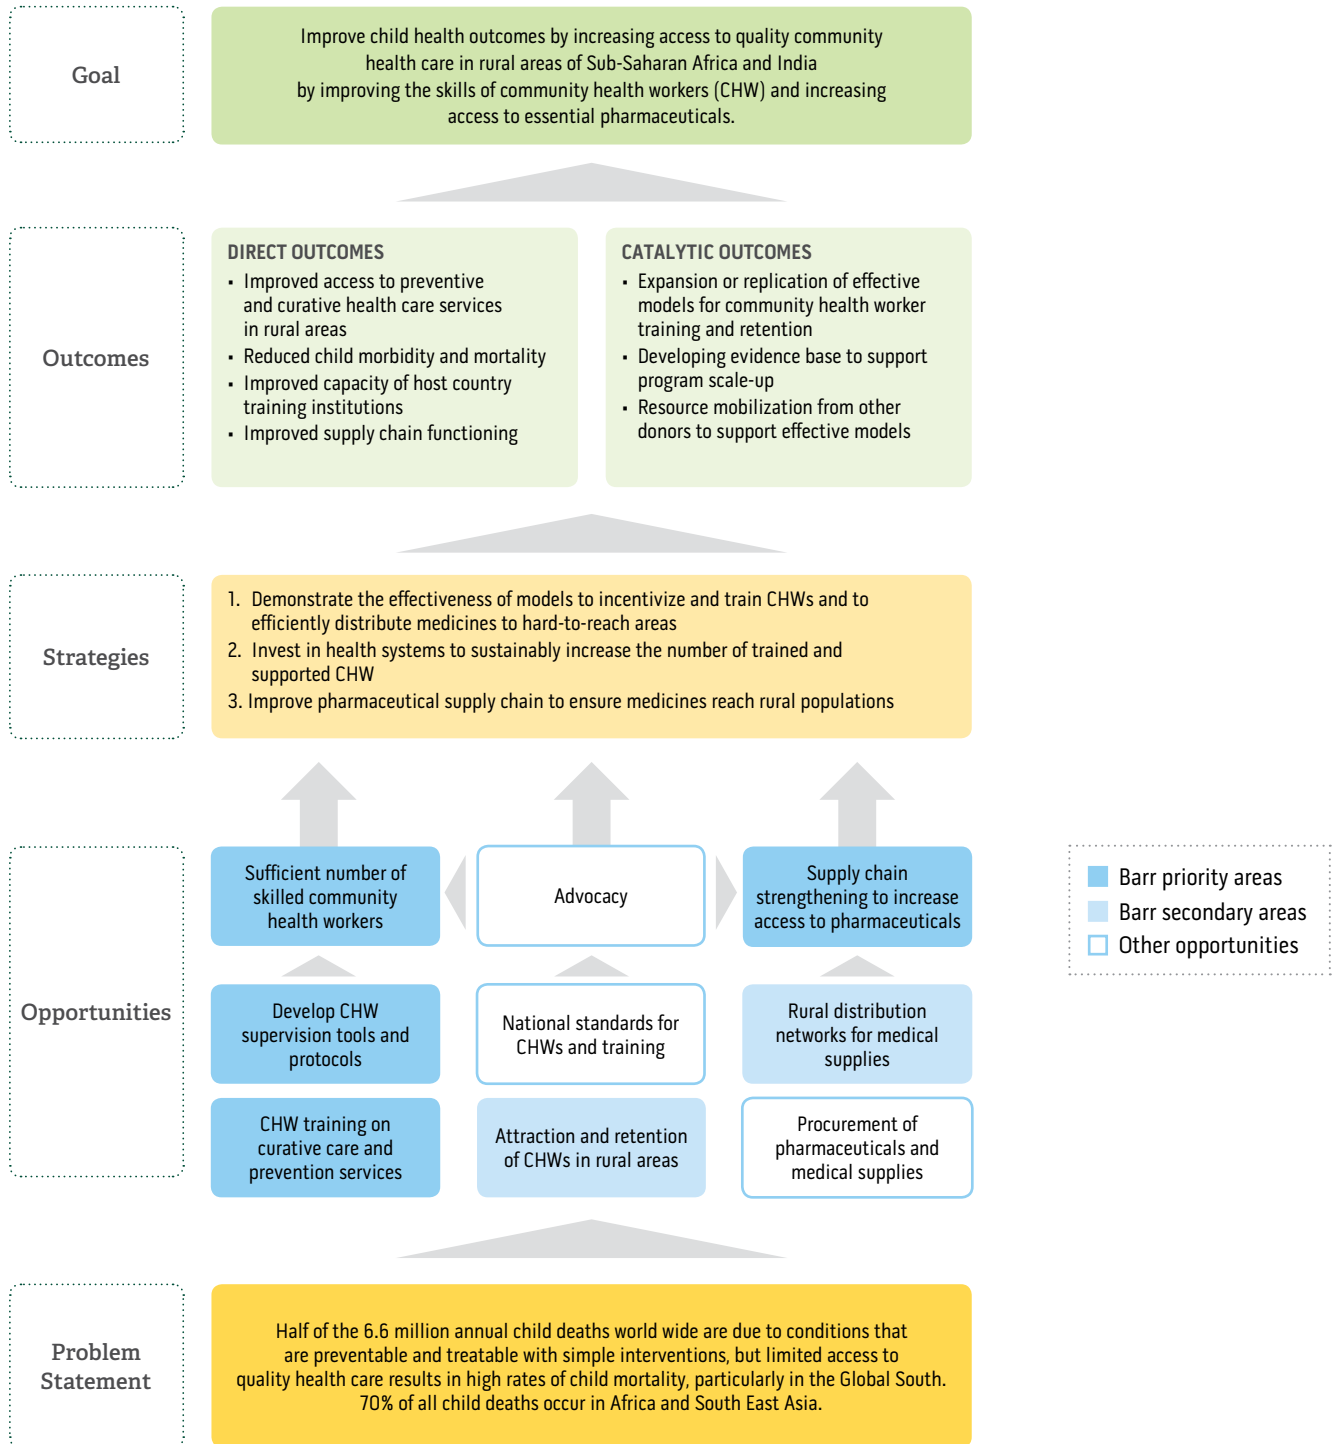 Goal
Improve child health outcomes by increasing access to quality community
health care in rural areas of Sub-Saharan Africa and India
by improving the skills of community health workers (CHW) and increasing
access to essential pharmaceuticals.
Outcomes
DIRECT OUTCOMES
▪ Improved access to preventive
and curative health care services
in rural areas
▪ Reduced child morbidity and mortality
▪ Improved capacity of host country
training institutions
▪ Improved supply chain functioning
CATALYTIC OUTCOMES
▪ Expansion or replication of effective
models for community health worker
training and retention
▪ Developing evidence base to support
program scale-up
▪ Resource mobilization from other
donors to support effective models
Strategies
1. Demonstrate the effectiveness of models to incentivize and train CHWs and to
efficiently distribute medicines to hard-to-reach areas
2. Invest in health systems to sustainably increase the number of trained and
supported CHW
3. Improve pharmaceutical supply chain to ensure medicines reach rural populations
Opportunities
Sufficient number of
skilled community
health workers
Advocacy
Supply chain
strengthening to increase
access to pharmaceuticals
Develop CHW
supervision tools and
protocols
National standards for
CHWs and training
Rural distribution
networks for medical
supplies
CHW training on
curative care and
prevention services
Attraction and retention
of CHWs in rural areas
Procurement of
pharmaceuticals and
medical supplies
Barr priority areas
Barr secondary areas
Other opportunities
Problem
Statement
Half of the 6.6 million annual child deaths world wide are due to conditions that
are preventable and treatable with simple interventions, but limited access to
quality health care results in high rates of child mortality, particularly in the Global South.
70% of all child deaths occur in Africa and South East Asia.